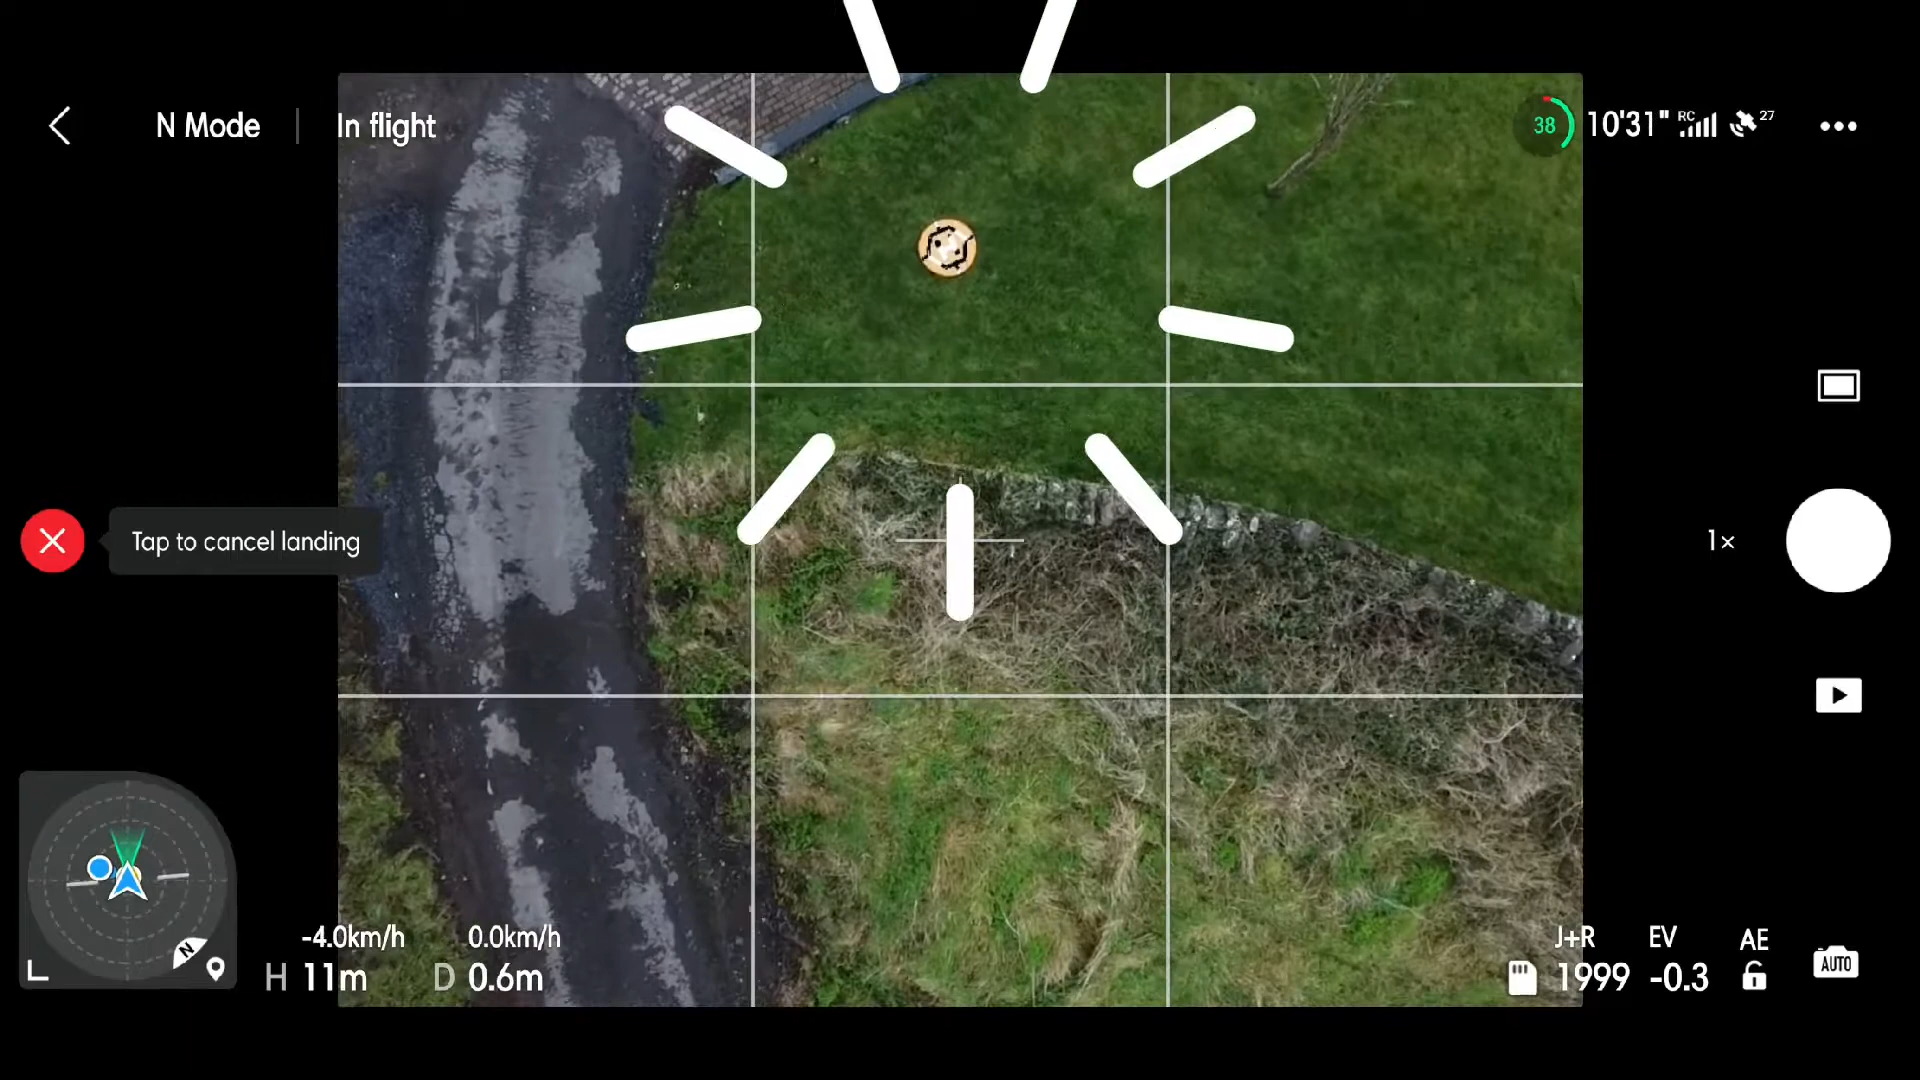 N Mode
In flight
38
10'31"
RC
27
Tap to cancel landing
1×
N
-4.0km/h
0.0km/h
H 11m
D 0.6m
J+R
1999
EV
-0.3
AE
AUTO